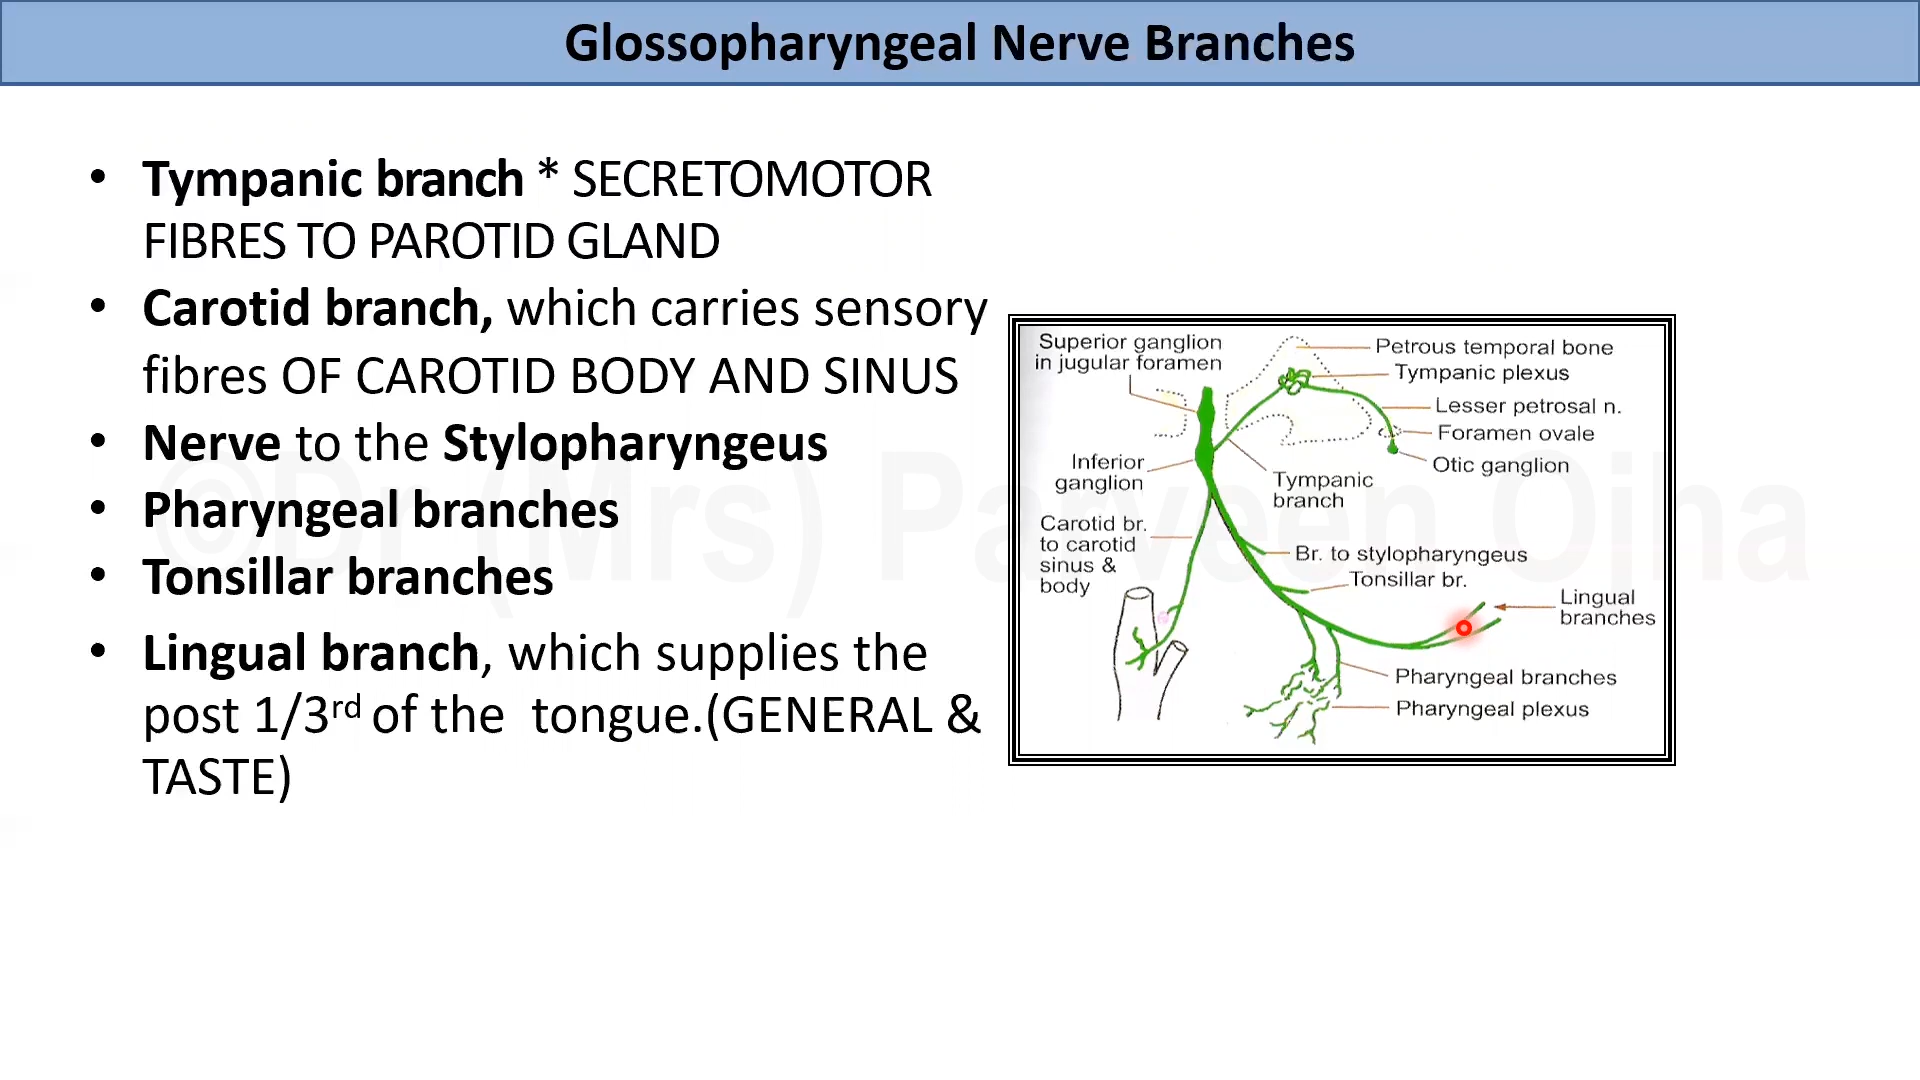 Glossopharyngeal Nerve Branches
• Tympanic branch * SECRETOMOTOR
FIBRES TO PAROTID GLAND
• Carotid branch, which carries sensory
fibres OF CAROTID BODY AND SINUS
• Nerve to the Stylopharyngeus
• Pharyngeal branches
• Tonsillar branches
• Lingual branch, which supplies the
post 1/3rd of the tongue.(GENERAL &
TASTE)
Superior ganglion
in jugular foramen
Petrous temporal bone
Tympanic plexus
Lesser petrosal n.
Foramen ovale
Otic ganglion
Inferior
ganglion
Tympanic
branch
Carotid br.
to carotid
sinus &
body
Br. to stylopharyngeus
Tonsillar br.
Lingual
branches
Pharyngeal branches
Pharyngeal plexus
©Dr (Mrs) Parveen Ojha